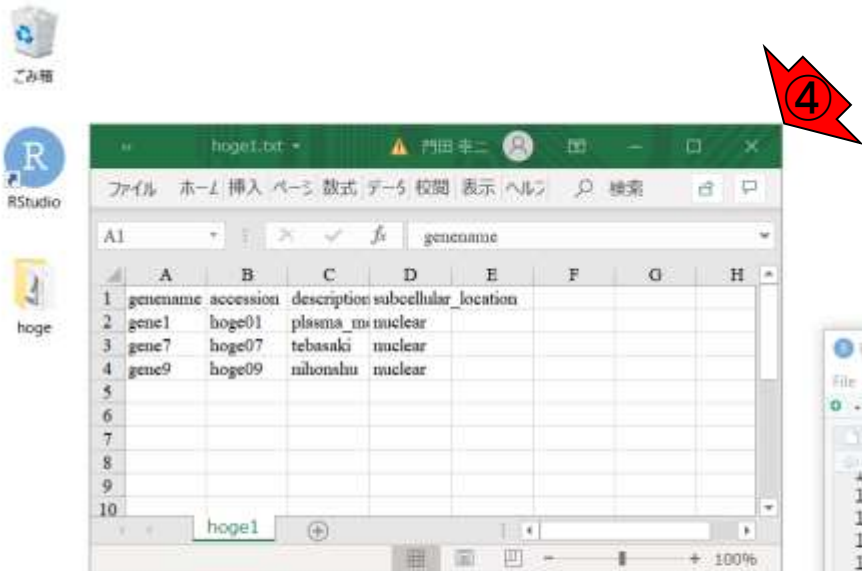 ごみ箱
④
R
RStudio
hoge
hoge1.txt
門田 幸二
ファイル ホーム 挿入 ページ 数式 データ 校閲 表示 ヘルプ 検索
A1 fx genename
A B C D E F G H
1 genename accession description subcellular_location
2 gene1 hoge01 plasma_m nuclear
3 gene7 hoge07 tebasaki nuclear
4 gene9 hoge09 nihonshu nuclear
5
6
7
8
9
10
hoge1
100%
File